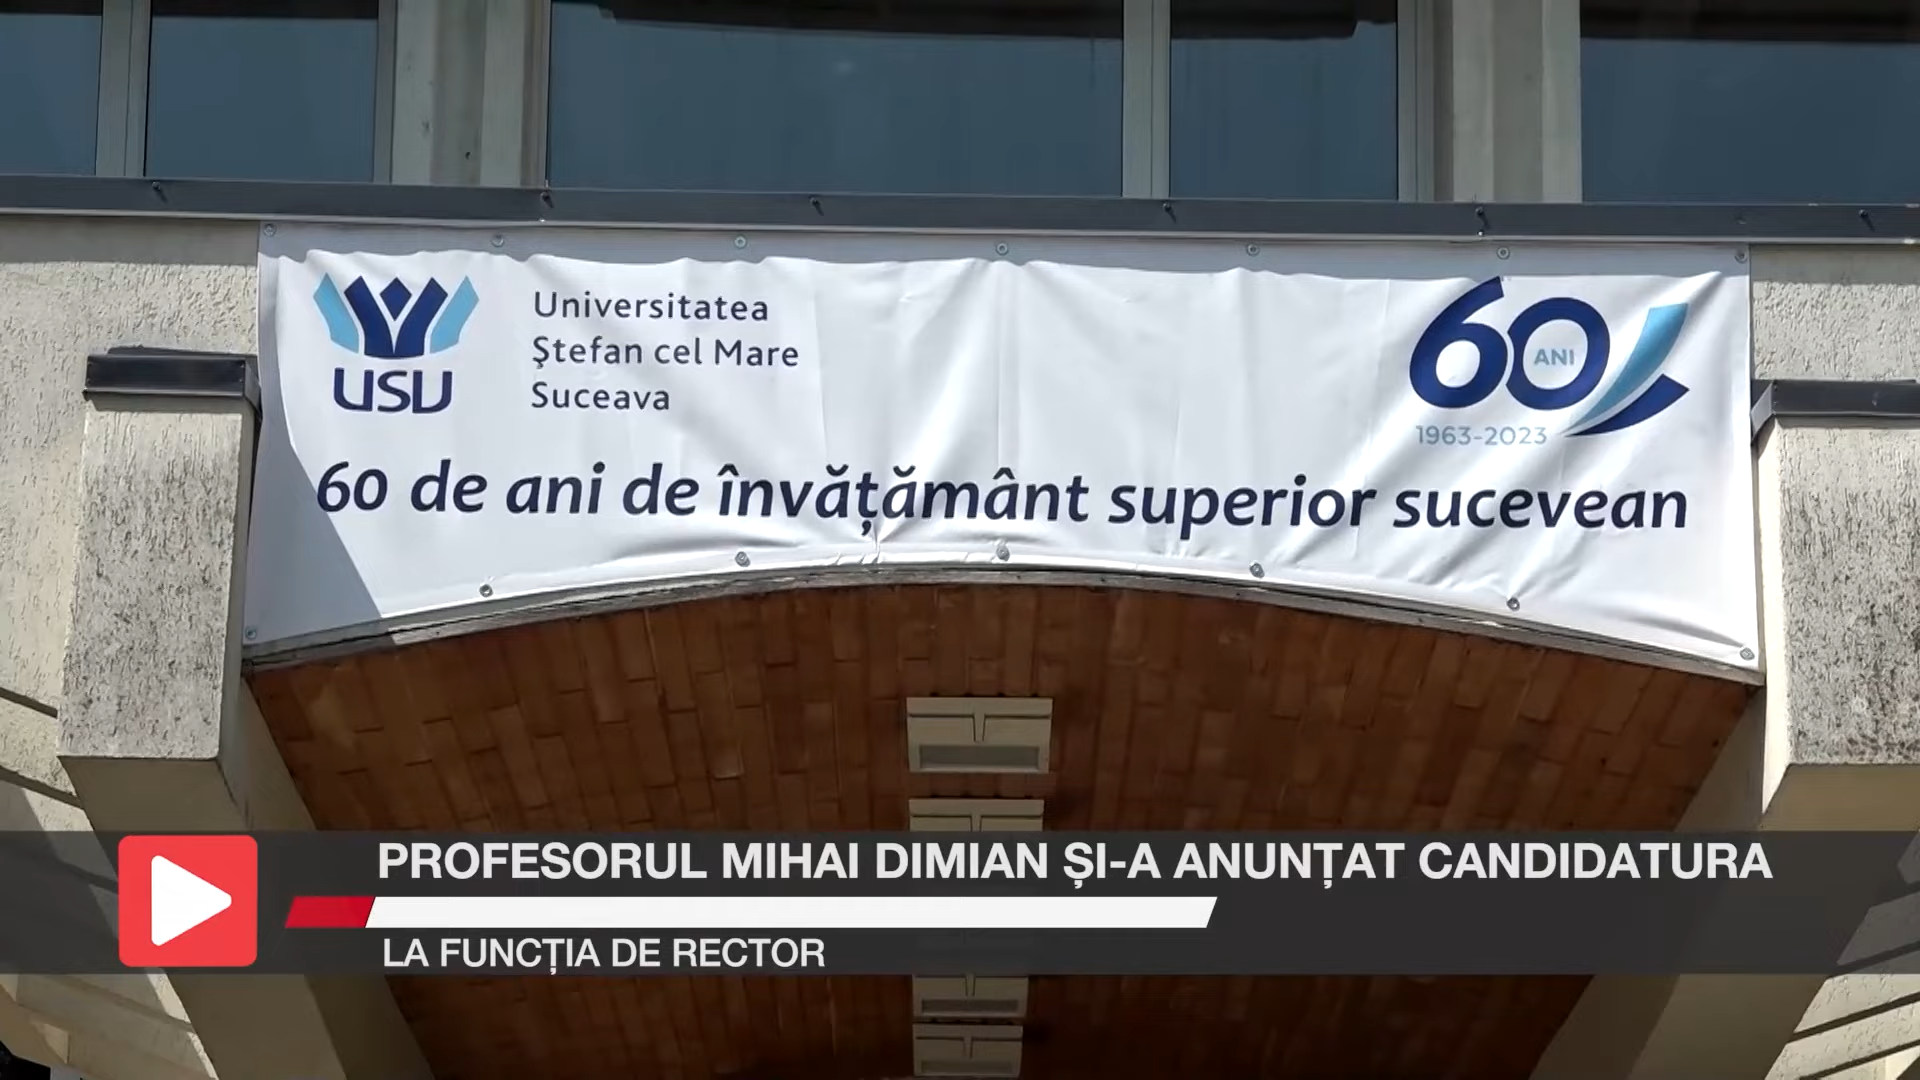 USV
Universitatea
Ştefan cel Mare
Suceava
60
ANI
1963-2023
60 de ani de învățământ superior sucevean
PROFESORUL MIHAI DIMIAN ȘI-A ANUNȚAT CANDIDATURA
LA FUNCȚIA DE RECTOR